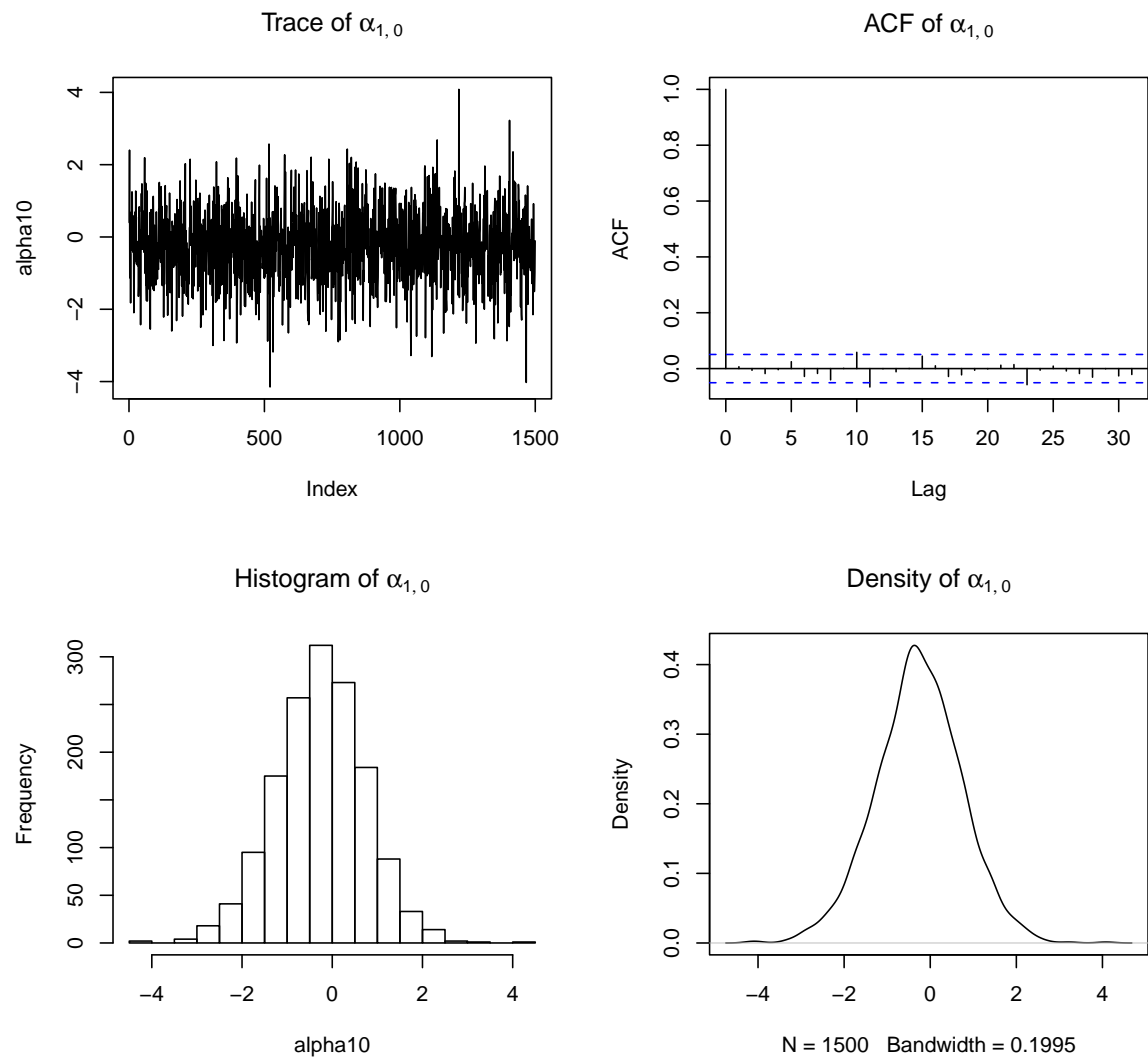 Trace of α1, 0
4
2
0
−2
−4
alpha10
0 500 1000 1500
Index
ACF of α1, 0
1.0
0.8
0.6
0.4
0.2
0.0
ACF
0 5 10 15 20 25 30
Lag
Histogram of α1, 0
300
200
100
50
0
Frequency
−4 −2 0 2 4
alpha10
Density of α1, 0
0.4
0.3
0.2
0.1
0.0
Density
−4 −2 0 2 4
N = 1500 Bandwidth = 0.1995